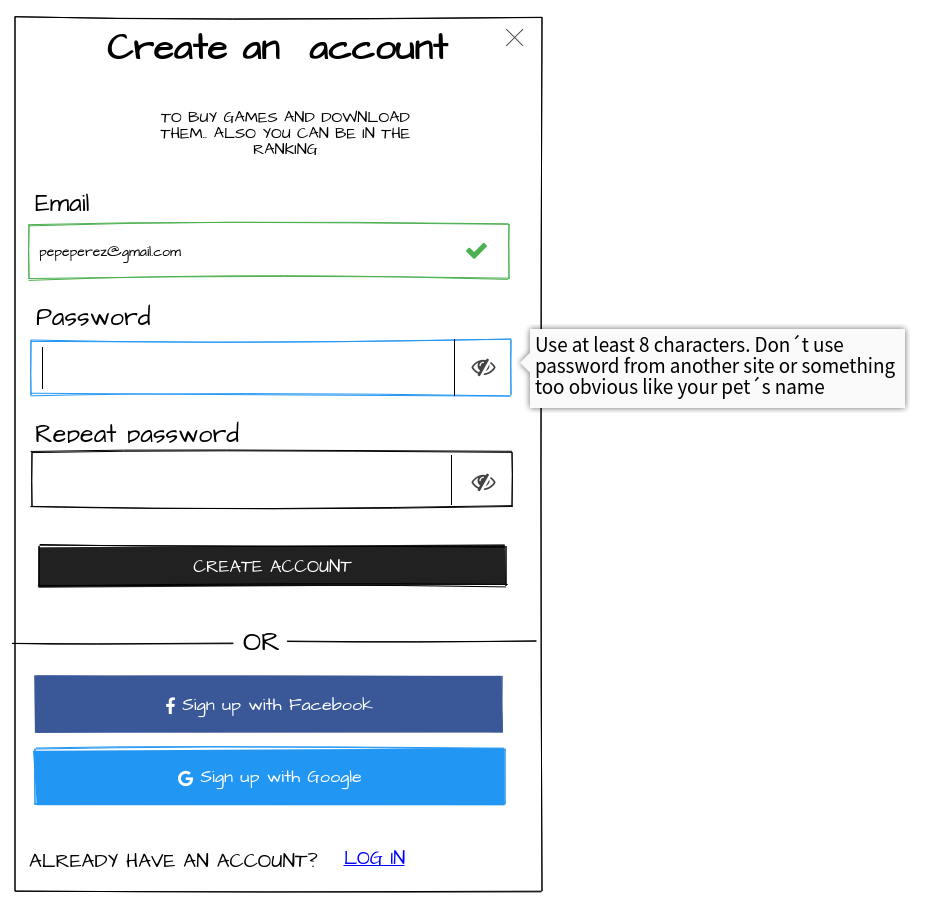 Create an account
TO BUY GAMES AND DOWNLOAD
THEM.. ALSO YOU CAN BE IN THE
RANKING
Email
pepeperez@gmail.com
Password
Use at least 8 characters. Don´t use
password from another site or something
too obvious like your pet´s name
Repeat password
CREATE ACCOUNT
OR
Sign up with Facebook
Sign up with Google
ALREADY HAVE AN ACCOUNT? LOG IN